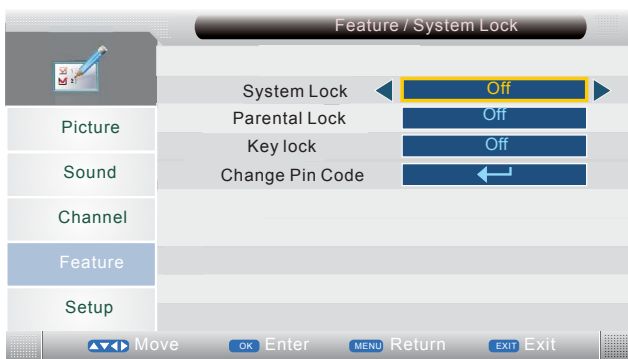 Feature / System Lock
System Lock Off
Parental Lock Off
Key lock Off
Change Pin Code
Picture
Sound
Channel
Feature
Setup
Move OK Enter MENU Return EXIT Exit